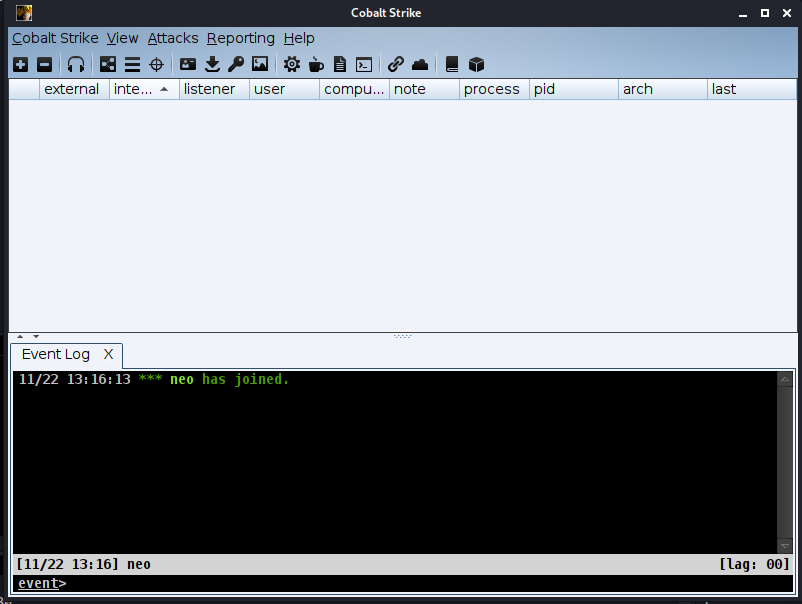 Cobalt Strike
Cobalt Strike View Attacks Reporting Help
external inte... listener user compu... note process pid arch last
Event Log X
11/22 13:16:13 *** neo has joined.
[11/22 13:16] neo [lag: 00]
event>